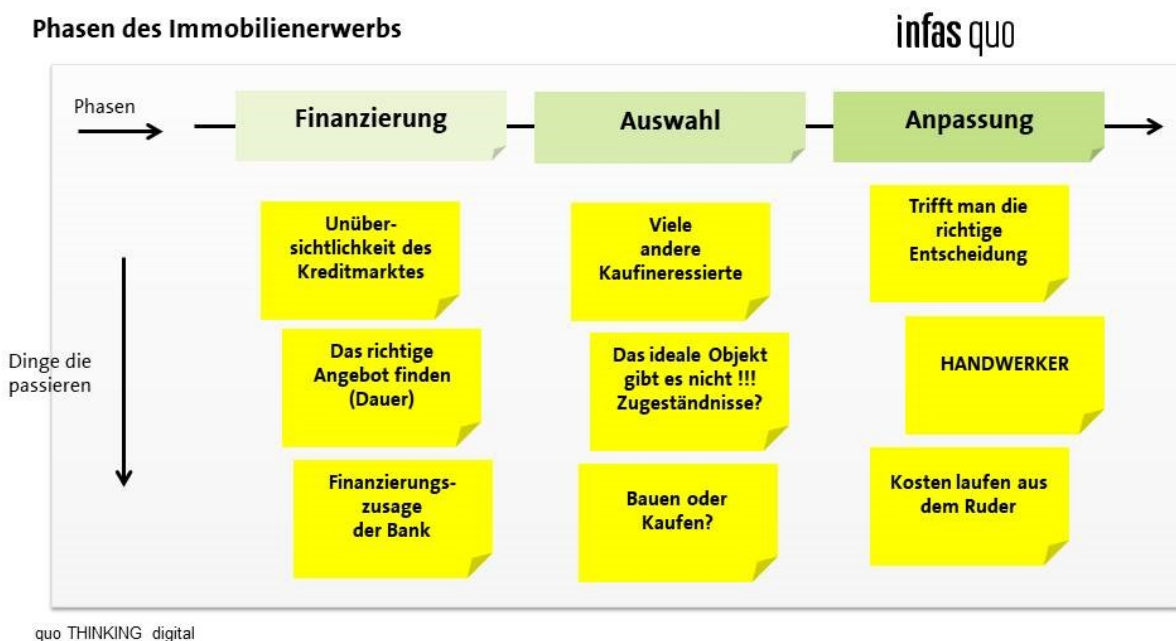 Phasen des Immobilienerwerbs
infas quo
Phasen
Finanzierung
Auswahl
Anpassung
Unüber-
sichtlichkeit des
Kreditmarktes
Viele
andere
Kaufineressierte
Trifft man die
richtige
Entscheidung
Dinge die
passieren
Das richtige
Angebot finden
(Dauer)
Das ideale Objekt
gibt es nicht !!!
Zugeständnisse?
HANDWERKER
Finanzierungs-
zusage
der Bank
Bauen oder
Kaufen?
Kosten laufen aus
dem Ruder
quo THINKING digital